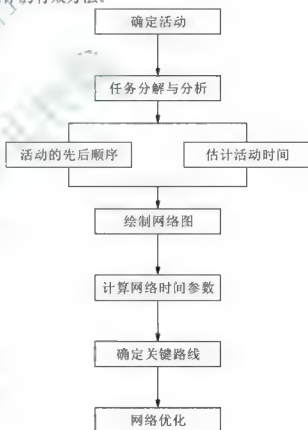 确定活动
任务分解与分析
活动的先后顺序
估计活动时间
绘制网络图
计算网络时间参数
确定关键路线
网络优化